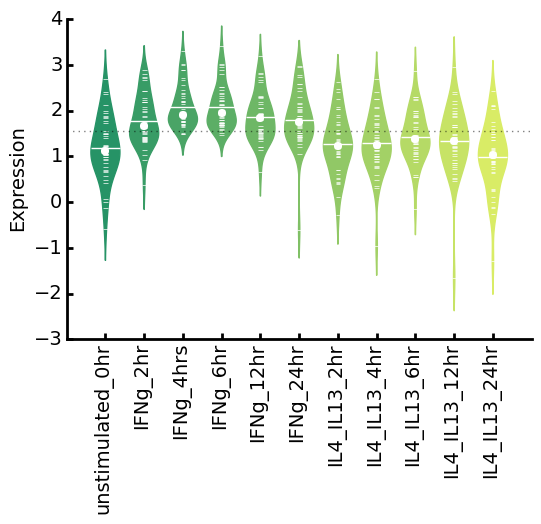 4
3
2
1
0
−1
−2
−3
Expression
unstimulated_0hr
IFNg_2hr
IFNg_4hrs
IFNg_6hr
IFNg_12hr
IFNg_24hr
IL4_IL13_2hr
IL4_IL13_4hr
IL4_IL13_6hr
IL4_IL13_12hr
IL4_IL13_24hr